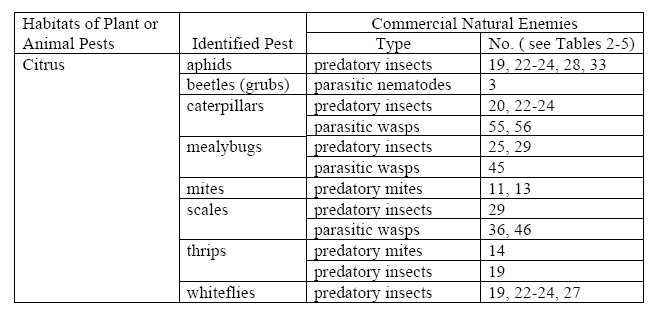 Habitats of Plant or Animal Pests | Identified Pest | Commercial Natural Enemies
Type | No. ( see Tables 2-5)
Citrus | aphids | predatory insects | 19, 22-24, 28, 33
beetles (grubs) | parasitic nematodes | 3
caterpillars | predatory insects | 20, 22-24
parasitic wasps | 55, 56
mealybugs | predatory insects | 25, 29
parasitic wasps | 45
mites | predatory mites | 11, 13
scales | predatory insects | 29
parasitic wasps | 36, 46
thrips | predatory mites | 14
predatory insects | 19
whiteflies | predatory insects | 19, 22-24, 27